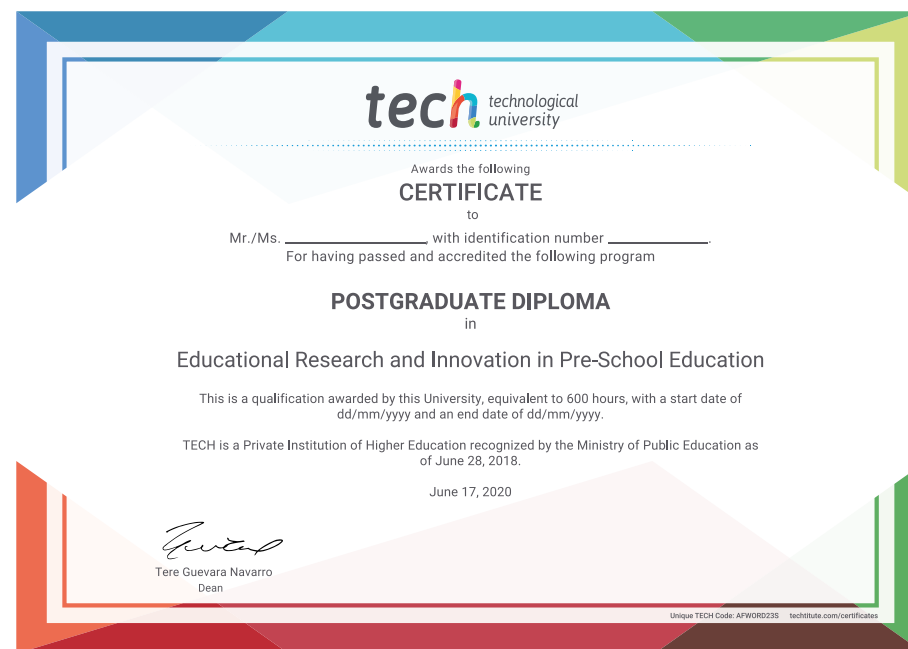 tech technological
university
Awards the following
CERTIFICATE
to
Mr./Ms. ____________________, with identification number ______________.
For having passed and accredited the following program
POSTGRADUATE DIPLOMA
in
Educational Research and Innovation in Pre-School Education
This is a qualification awarded by this University, equivalent to 600 hours, with a start date of
dd/mm/yyyy and an end date of dd/mm/yyyy.
TECH is a Private Institution of Higher Education recognized by the Ministry of Public Education as
of June 28, 2018.
June 17, 2020
Tere Guevara Navarro
Dean
Unique TECH Code: AFWORD23S techtitute.com/certificates